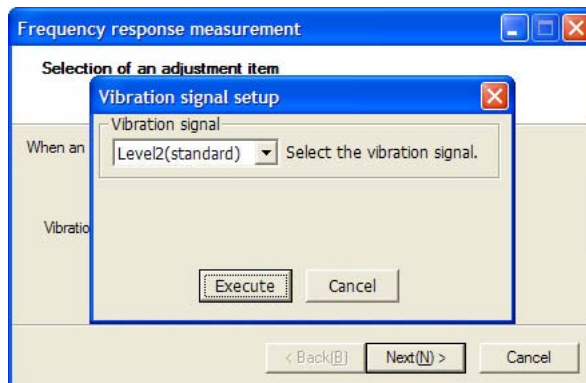 Frequency response measurement
Selection of an adjustment item
Vibration signal setup
Vibration signal
When an
Level2(standard) Select the vibration signal.
Vibratio
Execute Cancel
< Back(B) Next(N) > Cancel